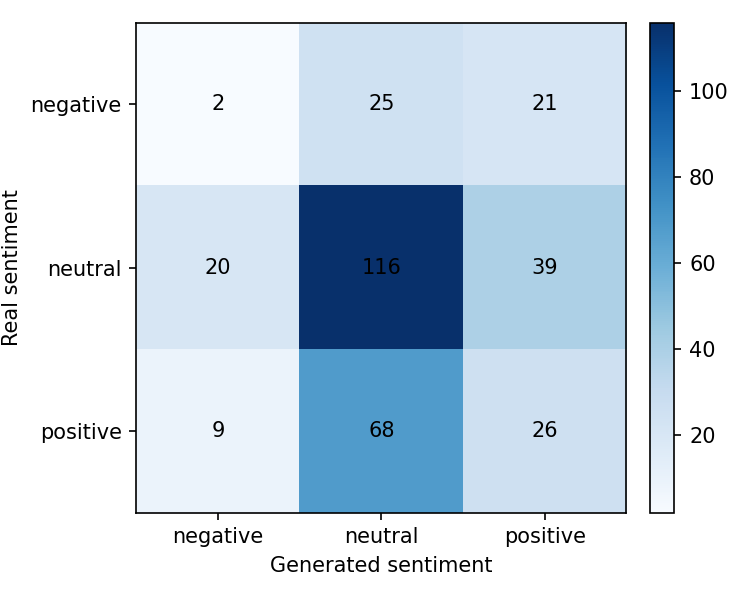 negative 2 25 21
neutral 20 116 39
positive 9 68 26
negative neutral positive
Generated sentiment
Real sentiment
100
80
60
40
20